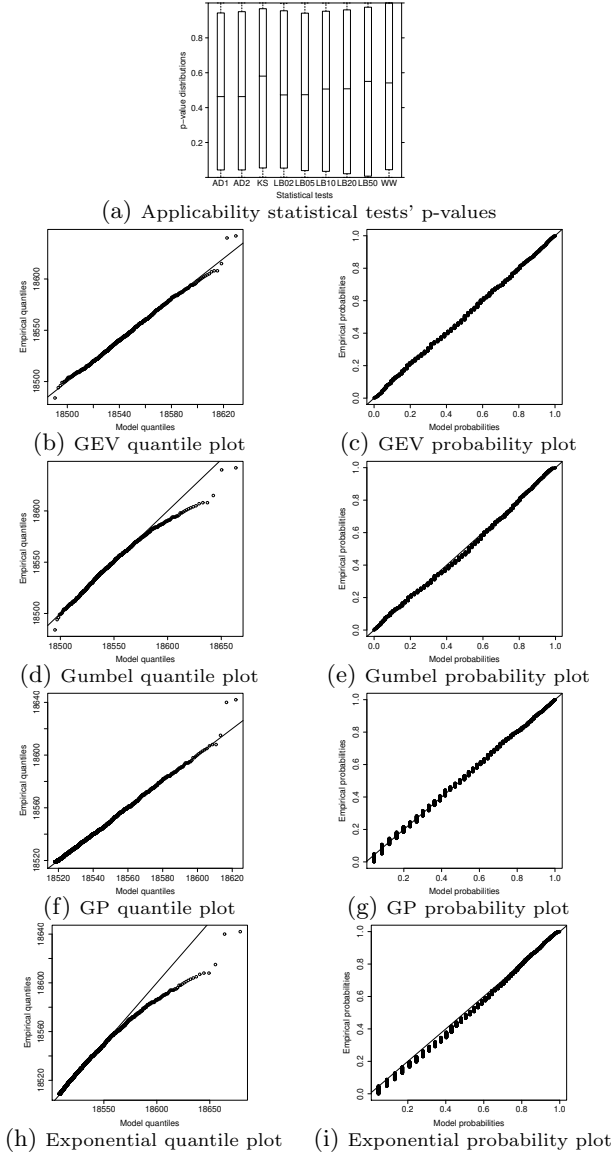 p−value distributions
0.8
0.6
0.4
0.2
AD1 AD2 KS LB02 LB05 LB10 LB20 LB50 WW
Statistical tests
(a) Applicability statistical tests' p-values
Empirical quantiles
18600
18550
18500
18500 18540 18580 18620
Model quantiles
(b) GEV quantile plot
Empirical probabilities
1.0
0.8
0.6
0.4
0.2
0.0
0.0 0.2 0.4 0.6 0.8 1.0
Model probabilities
(c) GEV probability plot
Empirical quantiles
18600
18550
18500
18500 18550 18600 18650
Model quantiles
(d) Gumbel quantile plot
Empirical probabilities
1.0
0.8
0.6
0.4
0.2
0.0
0.0 0.2 0.4 0.6 0.8 1.0
Model probabilities
(e) Gumbel probability plot
Empirical quantiles
18640
18600
18560
18520
18520 18540 18560 18580 18600 18620
Model quantiles
(f) GP quantile plot
Empirical probabilities
1.0
0.8
0.6
0.4
0.2
0.0
0.2 0.4 0.6 0.8 1.0
Model probabilities
(g) GP probability plot
Empirical quantiles
18640
18600
18560
18520
18550 18600 18650
Model quantiles
(h) Exponential quantile plot
Empirical probabilities
1.0
0.8
0.6
0.4
0.2
0.0
0.2 0.4 0.6 0.8 1.0
Model probabilities
(i) Exponential probability plot